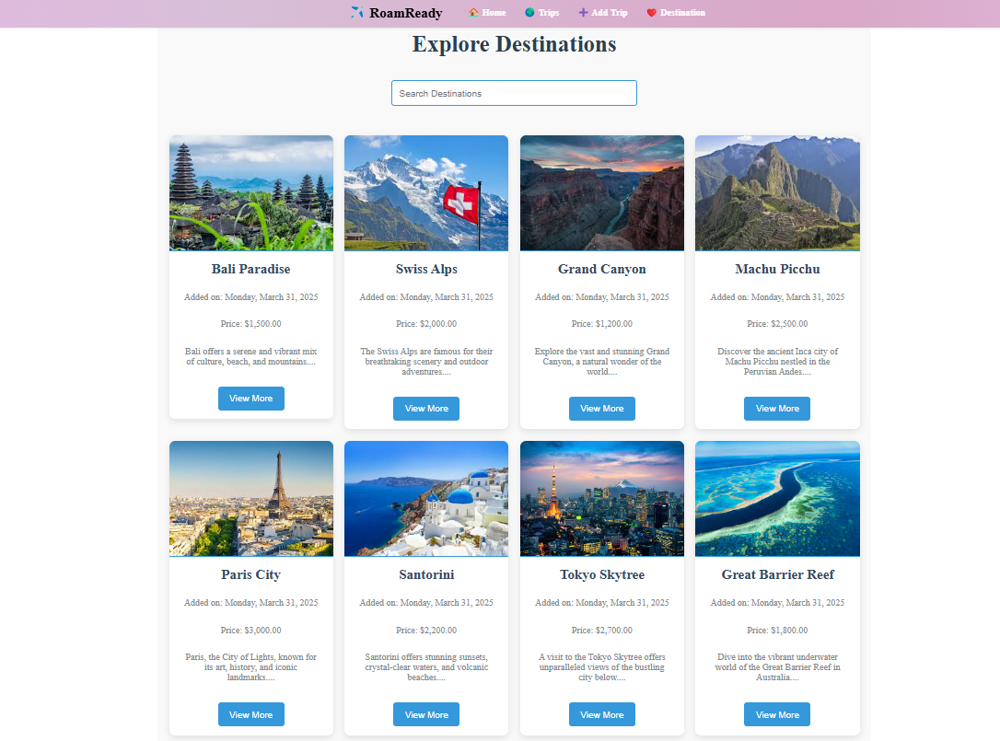 RoamReady Home Trips Add Trip Destination
Explore Destinations
Search Destinations
Bali Paradise
Added on: Monday, March 31, 2025
Price: $1,500.00
Bali offers a serene and vibrant mix
of culture, beach, and mountains....
View More
Swiss Alps
Added on: Monday, March 31, 2025
Price: $2,000.00
The Swiss Alps are famous for their
breathtaking scenery and outdoor
adventures....
View More
Grand Canyon
Added on: Monday, March 31, 2025
Price: $1,200.00
Explore the vast and stunning Grand
Canyon, a natural wonder of the
world....
View More
Machu Picchu
Added on: Monday, March 31, 2025
Price: $2,500.00
Discover the ancient Inca city of
Machu Picchu nestled in the
Peruvian Andes....
View More
Paris City
Added on: Monday, March 31, 2025
Price: $3,000.00
Paris, the City of Lights, known for
its art, history, and iconic
landmarks....
View More
Santorini
Added on: Monday, March 31, 2025
Price: $2,200.00
Santorini offers stunning sunsets,
crystal-clear waters, and volcanic
beaches....
View More
Tokyo Skytree
Added on: Monday, March 31, 2025
Price: $2,700.00
A visit to the Tokyo Skytree offers
unparalleled views of the bustling
city below....
View More
Great Barrier Reef
Added on: Monday, March 31, 2025
Price: $1,800.00
Dive into the vibrant underwater
world of the Great Barrier Reef in
Australia....
View More